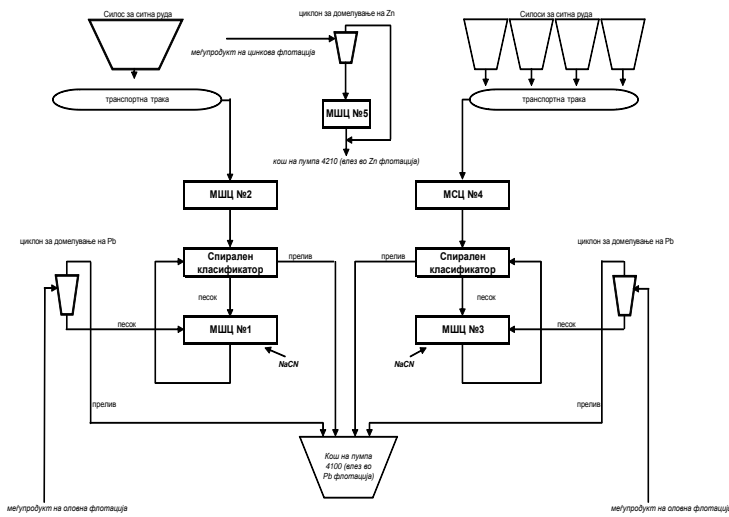 Силос за ситна руда
циклон за домелување на Zn
Силоси за ситна руда
меѓупродукт на цинкова флотација
транспортна трака
МШЦ №5
транспортна трака
кош на пумпа 4210 (влез во Zn флотација)
МШЦ №2
МСЦ №4
циклон за домелување на Pb
Спирален
класификатор
прелив
прелив
Спирален
класификатор
циклон за домелување на Pb
песок
песок
песок
МШЦ №1
МШЦ №3
песок
NaCN
NaCN
прелив
прелив
Кош на пумпа
4100 (влез во
Pb флотација)
меѓупродукт на оловна флотација
меѓупродукт на оловна флотација